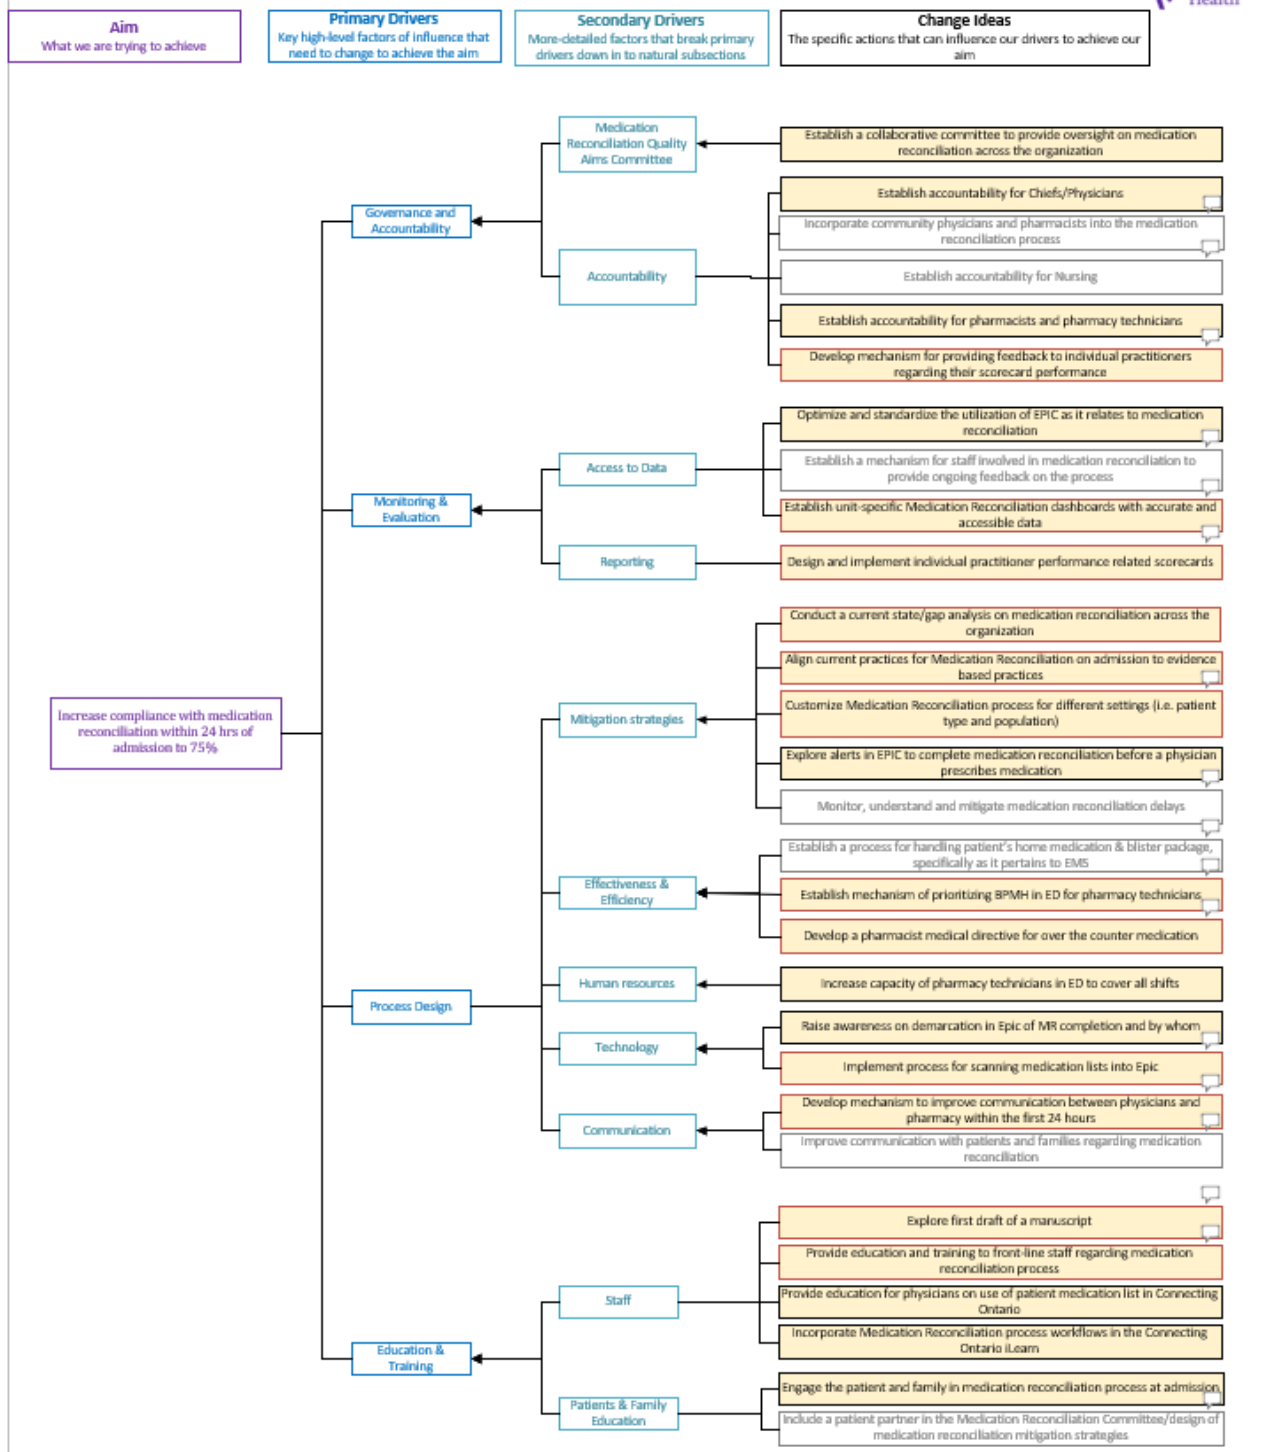 Health
Aim
What we are trying to achieve
Primary Drivers
Key high-level factors of influence that
need to change to achieve the aim
Secondary Drivers
More-detailed factors that break primary
drivers down in to natural subsections
Change Ideas
The specific actions that can influence our drivers to achieve our
aim
Increase compliance with medication
reconciliation within 24 hrs of
admission to 75%
Governance and
Accountability
Medication
Reconciliation Quality
Aims Committee
Establish a collaborative committee to provide oversight on medication
reconciliation across the organization
Accountability
Establish accountability for Chiefs/Physicians
Incorporate community physicians and pharmacists into the medication
reconciliation process
Establish accountability for Nursing
Establish accountability for pharmacists and pharmacy technicians
Develop mechanism for providing feedback to individual practitioners
regarding their scorecard performance
Monitoring &
Evaluation
Access to Data
Optimize and standardize the utilization of EPIC as it relates to medication
reconciliation
Establish a mechanism for staff involved in medication reconciliation to
provide ongoing feedback on the process
Establish unit-specific Medication Reconciliation dashboards with accurate and
accessible data
Reporting
Design and implement individual practitioner performance related scorecards
Process Design
Mitigation strategies
Conduct a current state/gap analysis on medication reconciliation across the
organization
Align current practices for Medication Reconciliation on admission to evidence
based practices
Customize Medication Reconciliation process for different settings (i.e. patient
type and population)
Explore alerts in EPIC to complete medication reconciliation before a physician
prescribes medication
Monitor, understand and mitigate medication reconciliation delays
Effectiveness &
Efficiency
Establish a process for handling patient's home medication & blister package,
specifically as it pertains to EMS
Establish mechanism of prioritizing BPMH in ED for pharmacy technicians
Develop a pharmacist medical directive for over the counter medication
Human resources
Increase capacity of pharmacy technicians in ED to cover all shifts
Technology
Raise awareness on demarcation in Epic of MR completion and by whom
Implement process for scanning medication lists into Epic
Communication
Develop mechanism to improve communication between physicians and
pharmacy within the first 24 hours
Improve communication with patients and families regarding medication
reconciliation
Education &
Training
Staff
Explore first draft of a manuscript
Provide education and training to front-line staff regarding medication
reconciliation process
Provide education for physicians on use of patient medication list in Connecting
Ontario
Incorporate Medication Reconciliation process workflows in the Connecting
Ontario iLearn
Patients & Family
Education
Engage the patient and family in medication reconciliation process at admission
Include a patient partner in the Medication Reconciliation Committee/design of
medication reconciliation mitigation strategies